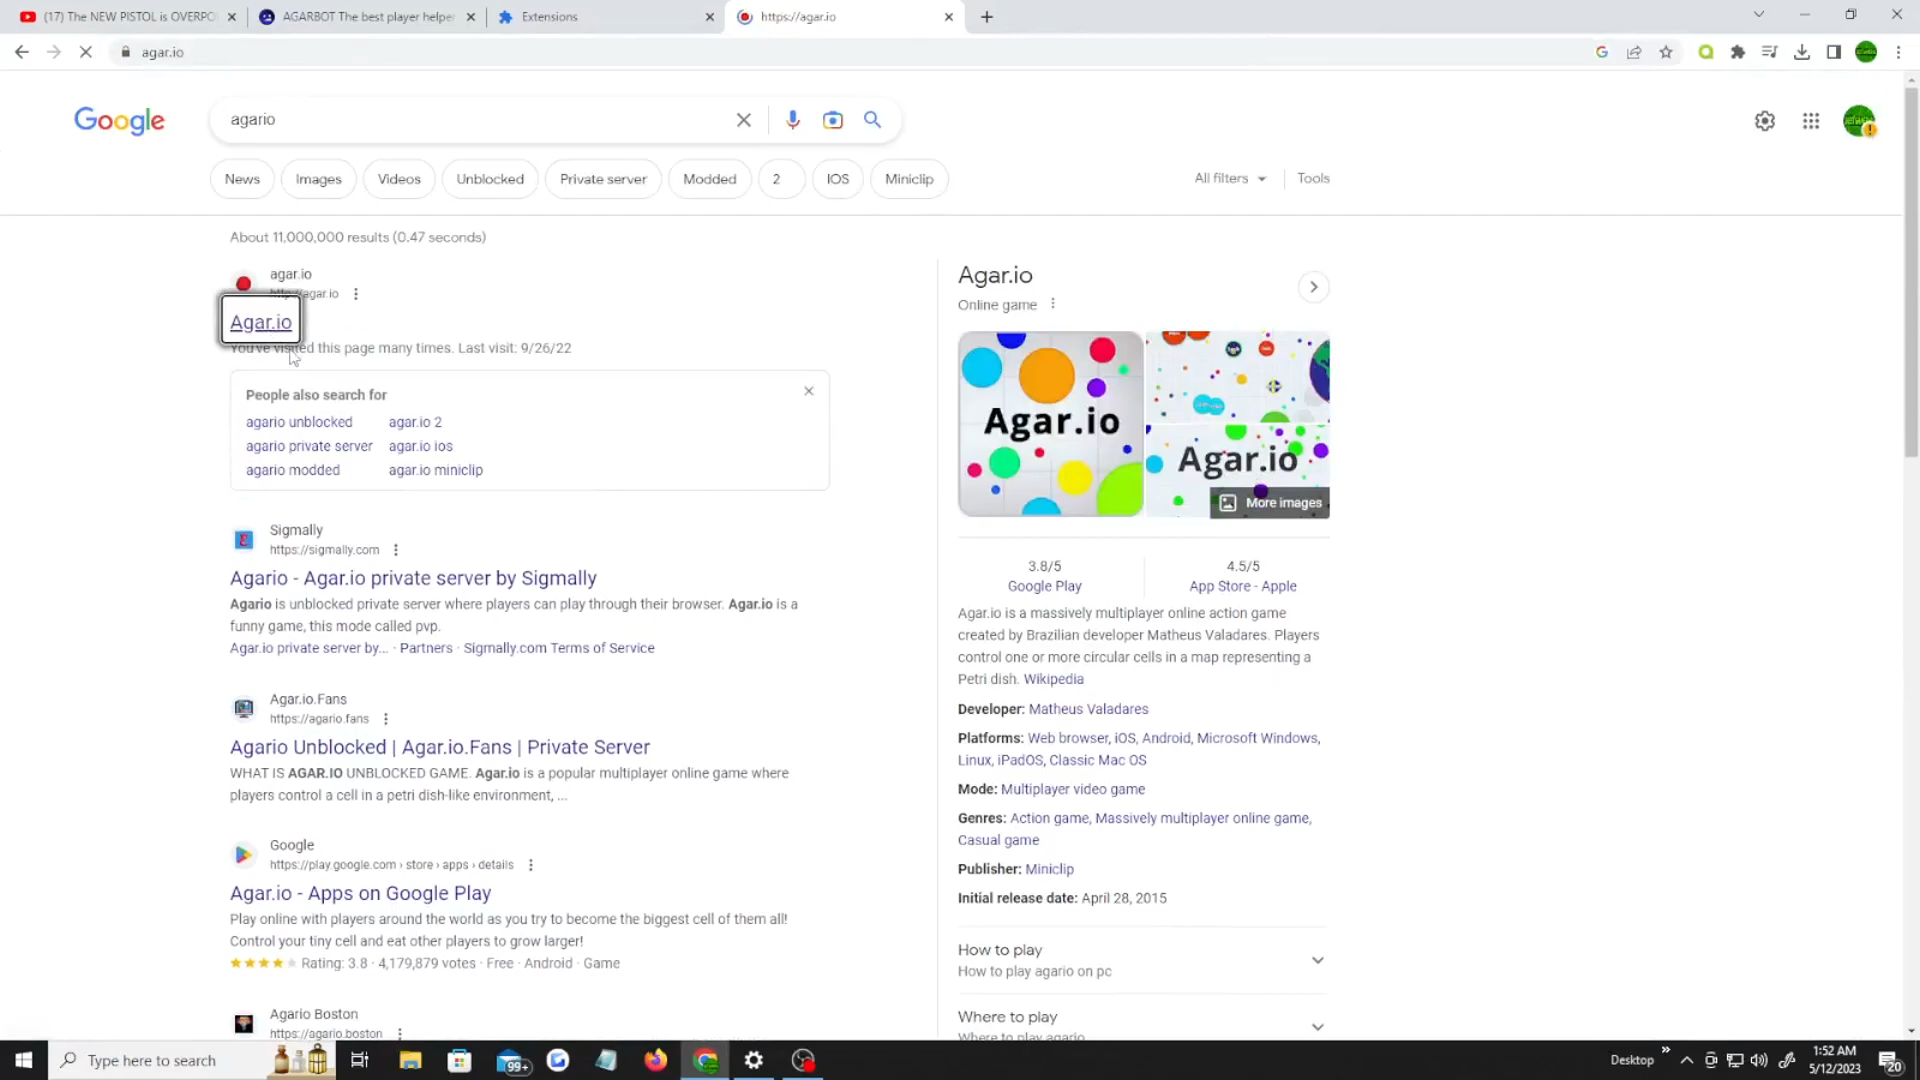 (17) The NEW PISTOL is OVERPO
AGARBOT The best player helper
Extensions
https://agar.io
agar.io
Google
agario
News
Images
Videos
Unblocked
Private server
Modded
2
IOS
Miniclip
All filters
Tools
About 11,000,000 results (0.47 seconds)
agar.io
http://agar.io
Agar.io
You've visited this page many times. Last visit: 9/26/22
People also search for
agario unblocked
agar.io 2
agario private server
agar.io ios
agario modded
agar.io miniclip
Sigmally
https://sigmally.com
Agario - Agar.io private server by Sigmally
Agario is unblocked private server where players can play through their browser. Agar.io is a
funny game, this mode called pvp.
Agar.io private server by... · Partners · Sigmally.com Terms of Service
Agar.io.Fans
https://agario.fans
Agario Unblocked | Agar.io.Fans | Private Server
WHAT IS AGAR.IO UNBLOCKED GAME. Agar.io is a popular multiplayer online game where
players control a cell in a petri dish-like environment, ...
Google
https://play.google.com › store › apps › details
Agar.io - Apps on Google Play
Play online with players around the world as you try to become the biggest cell of them all!
Control your tiny cell and eat other players to grow larger!
Rating: 3.8 · 4,179,879 votes · Free · Android · Game
Agario Boston
https://agario.boston
Agar.io
Online game
Agar.io
Agar.io
More images
3.8/5
Google Play
4.5/5
App Store - Apple
Agar.io is a massively multiplayer online action game
created by Brazilian developer Matheus Valadares. Players
control one or more circular cells in a map representing a
Petri dish. Wikipedia
Developer: Matheus Valadares
Platforms: Web browser, iOS, Android, Microsoft Windows,
Linux, iPadOS, Classic Mac OS
Mode: Multiplayer video game
Genres: Action game, Massively multiplayer online game,
Casual game
Publisher: Miniclip
Initial release date: April 28, 2015
How to play
How to play agario on pc
Where to play
Where to play agario
Type here to search
99+
Desktop
1:52 AM
5/12/2023
20